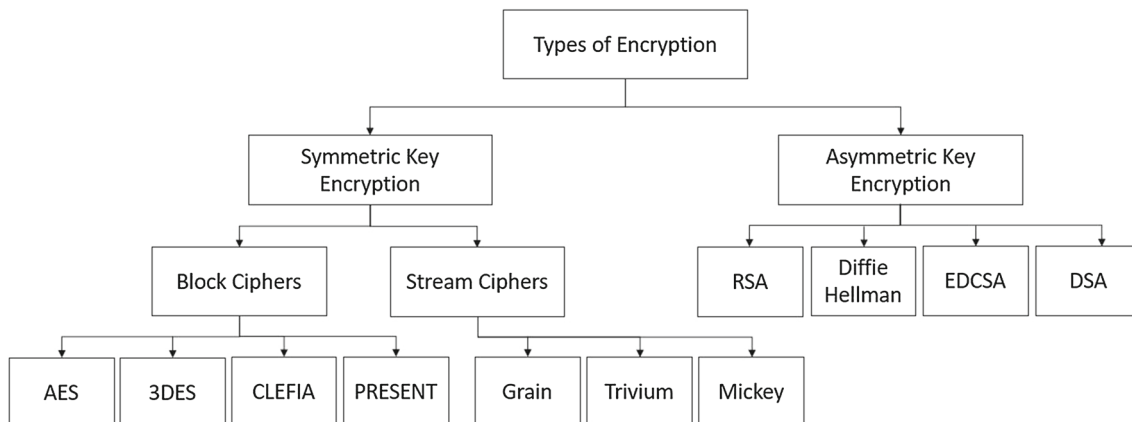 Types of Encryption
Symmetric Key
Encryption
Asymmetric Key
Encryption
Block Ciphers
Stream Ciphers
RSA
Diffie
Hellman
EDCSA
DSA
AES
3DES
CLEFIA
PRESENT
Grain
Trivium
Mickey